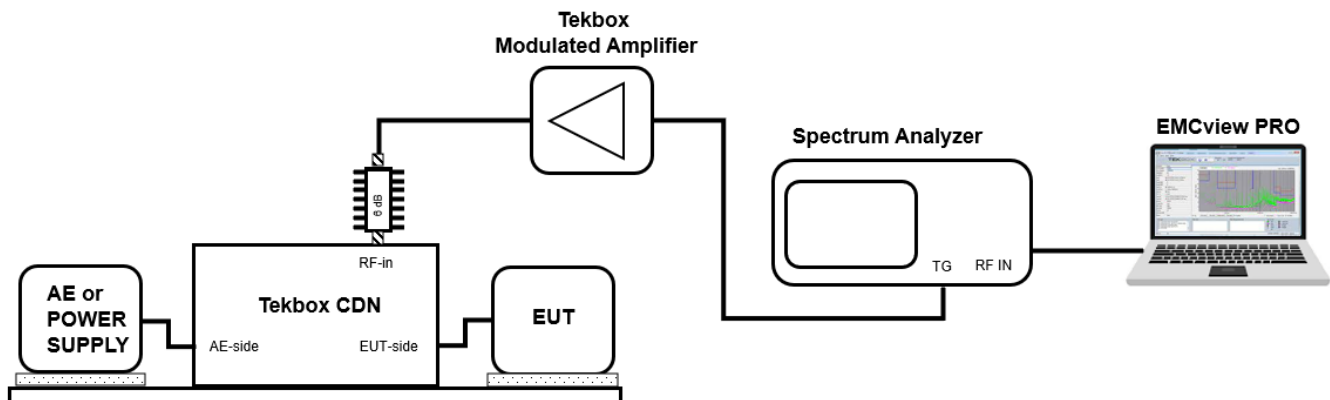 Tekbox
Modulated Amplifier
Spectrum Analyzer
EMCview PRO
6 dB
RF-in
TG
RF IN
AE or
POWER
SUPPLY
Tekbox CDN
EUT
AE-side
EUT-side